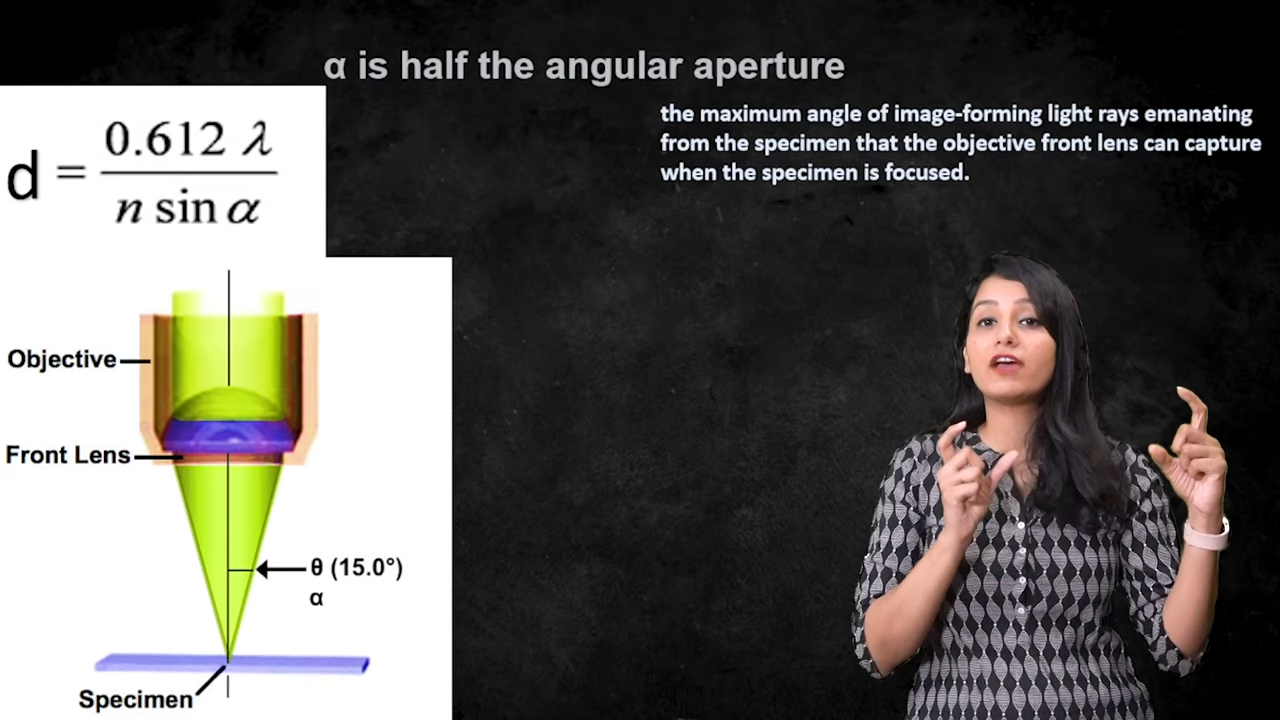 α is half the angular aperture
the maximum angle of image-forming light rays emanating
from the specimen that the objective front lens can capture
when the specimen is focused.
d = 0.612 λ / n sin α
Objective
Front Lens
θ (15.0°)
α
Specimen